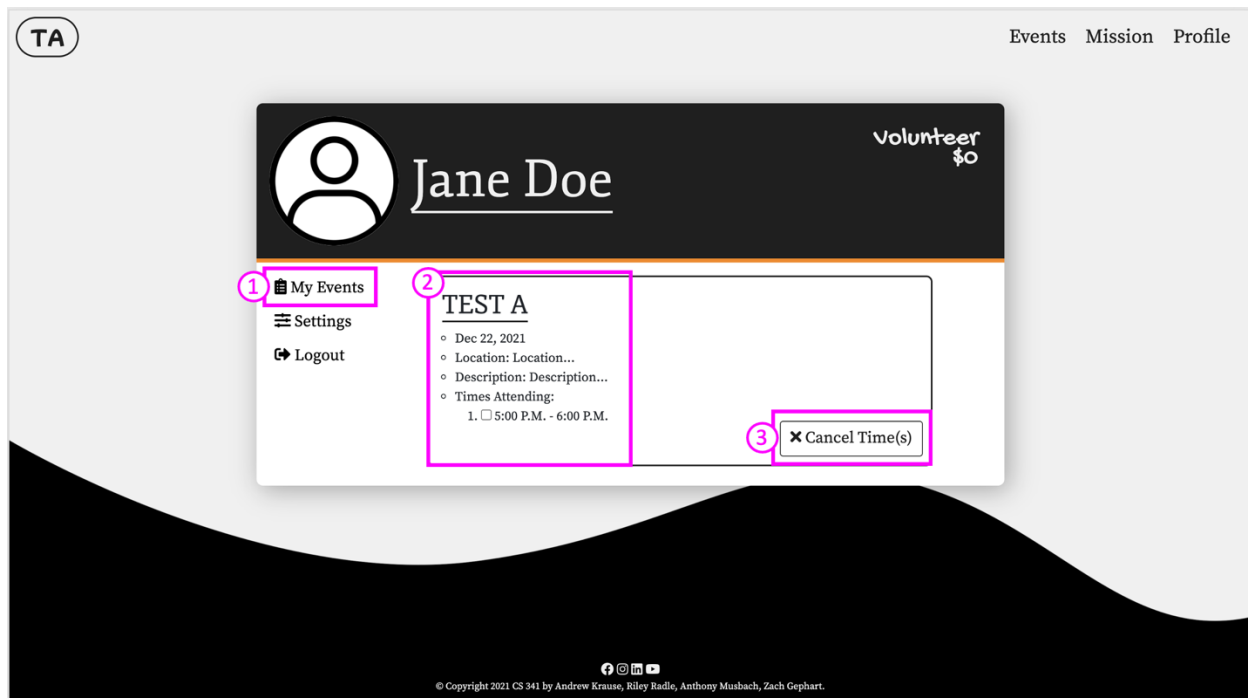 TA
Events Mission Profile
Volunteer
$0
Jane Doe
1
My Events
Settings
Logout
2
TEST A
Dec 22, 2021
Location: Location...
Description: Description...
Times Attending:
1. 5:00 P.M. - 6:00 P.M.
3
Cancel Time(s)
© Copyright 2021 CS 341 by Andrew Krause, Riley Radle, Anthony Musbach, Zach Gephart.